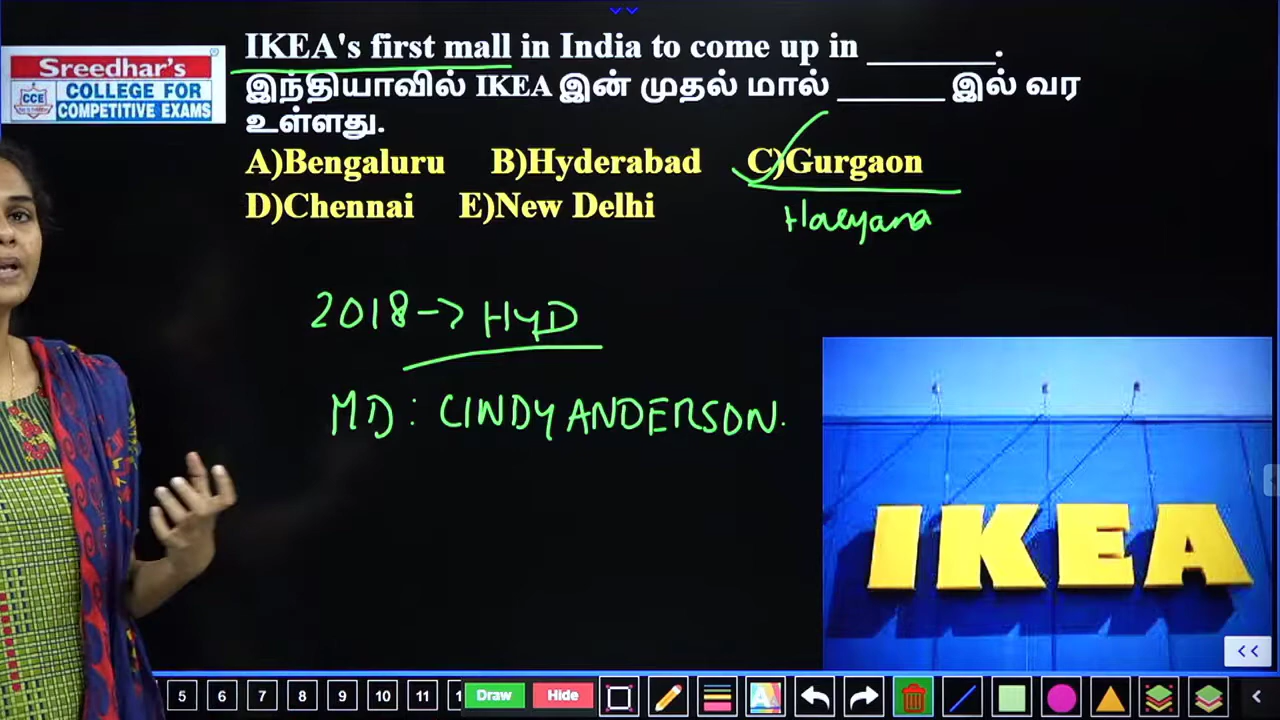 IKEA's first mall in India to come up in ________.
இந்தியாவில் IKEA இன் முதல் மால் _______ இல் வர
உள்ளது.
A)Bengaluru B)Hyderabad C)Gurgaon
D)Chennai E)New Delhi
Haryana
2018 -> HYD
MD : CINDY ANDERSON.
Sreedhar's
CCE
COLLEGE FOR
COMPETITIVE EXAMS
IKEA
<<
5 6 7 8 9 10 11 1 Draw Hide